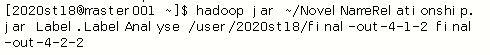 [2020st18@master001 ~]$ hadoop jar ~/NovelNameRelationship.
jar Label.LabelAnalyse /user/2020st18/final-out-4-1-2 final
-out-4-2-2